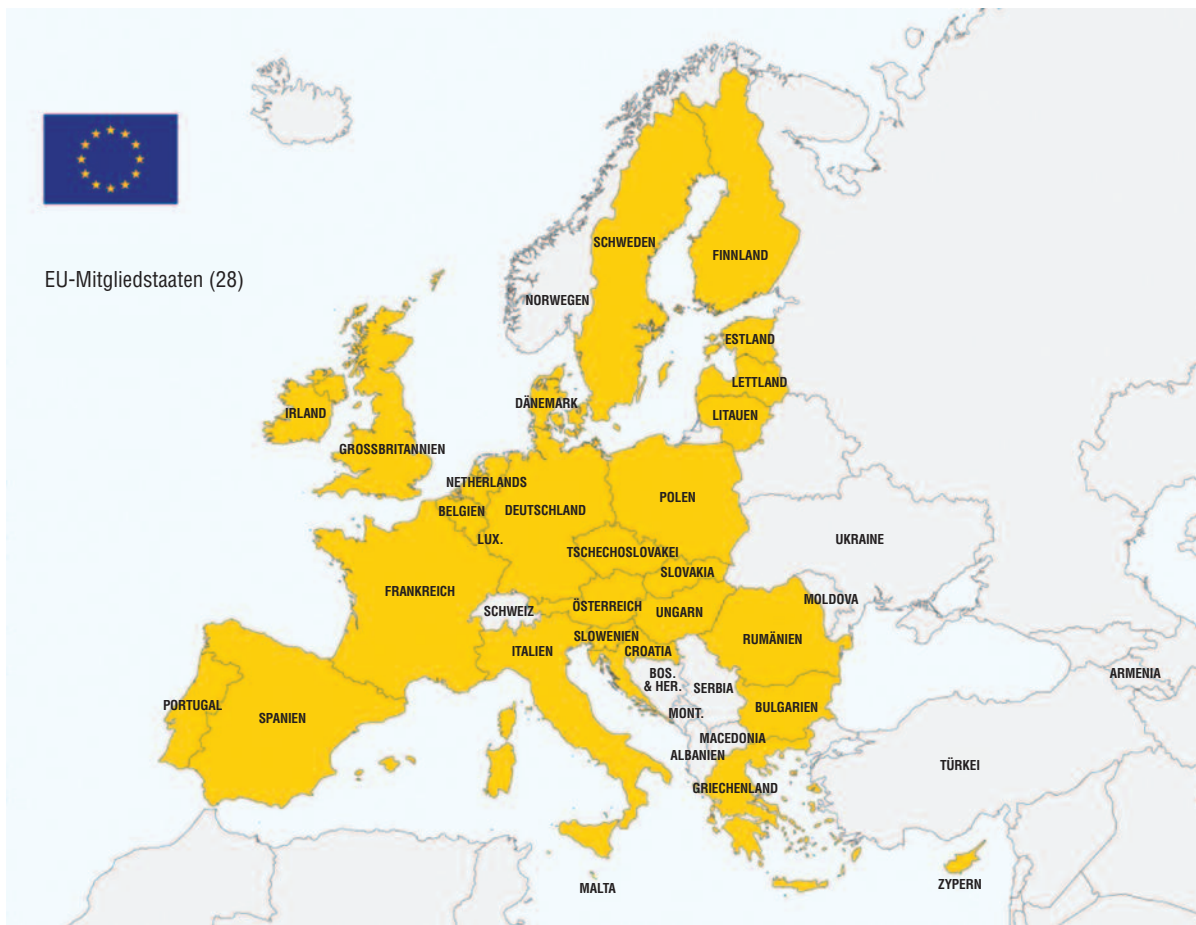 EU-Mitgliedstaaten (28)
SCHWEDEN
FINNLAND
NORWEGEN
ESTLAND
LETTLAND
LITAUEN
DÄNEMARK
IRLAND
GROSSBRITANNIEN
NETHERLANDS
BELGIEN
DEUTSCHLAND
POLEN
LUX.
UKRAINE
TSCHECHOSLOVAKEI
SLOVAKIA
FRANKREICH
MOLDOVA
SCHWEIZ
ÖSTERREICH
UNGARN
SLOWENIEN
RUMÄNIEN
ITALIEN
CROATIA
BOS.
& HER.
SERBIA
ARMENIA
PORTUGAL
SPANIEN
MONT.
BULGARIEN
MACEDONIA
ALBANIEN
TÜRKEI
GRIECHENLAND
MALTA
ZYPERN